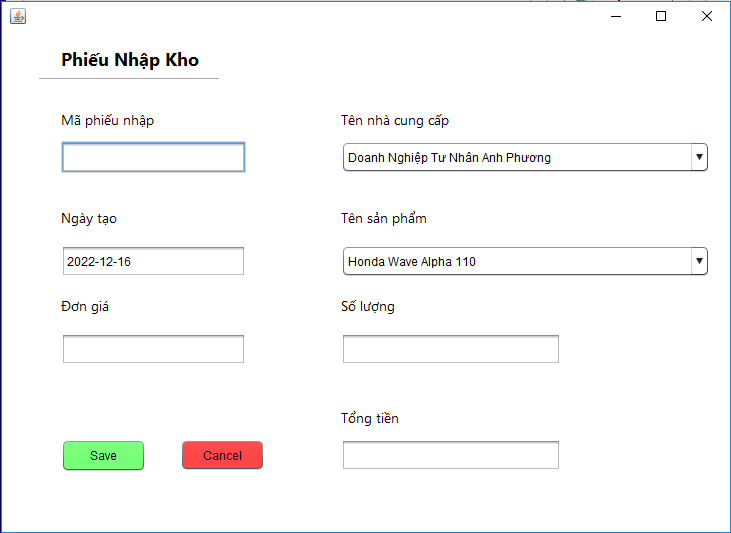 Phiếu Nhập Kho
Mã phiếu nhập
Tên nhà cung cấp
Doanh Nghiệp Tư Nhân Anh Phương
Ngày tạo
Tên sản phẩm
2022-12-16
Honda Wave Alpha 110
Đơn giá
Số lượng
Tổng tiền
Save
Cancel